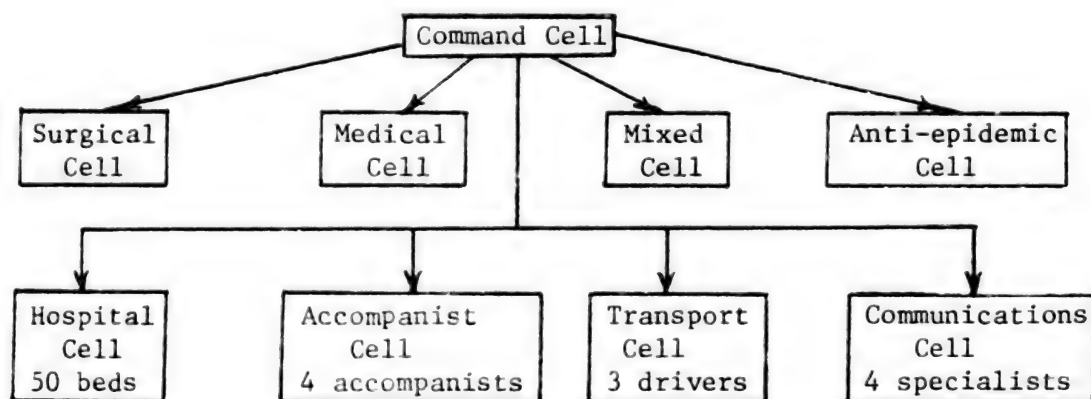 Command Cell
Surgical
Cell
Medical
Cell
Mixed
Cell
Anti-epidemic
Cell
Hospital
Cell
50 beds
Accompanist
Cell
4 accompanists
Transport
Cell
3 drivers
Communications
Cell
4 specialists